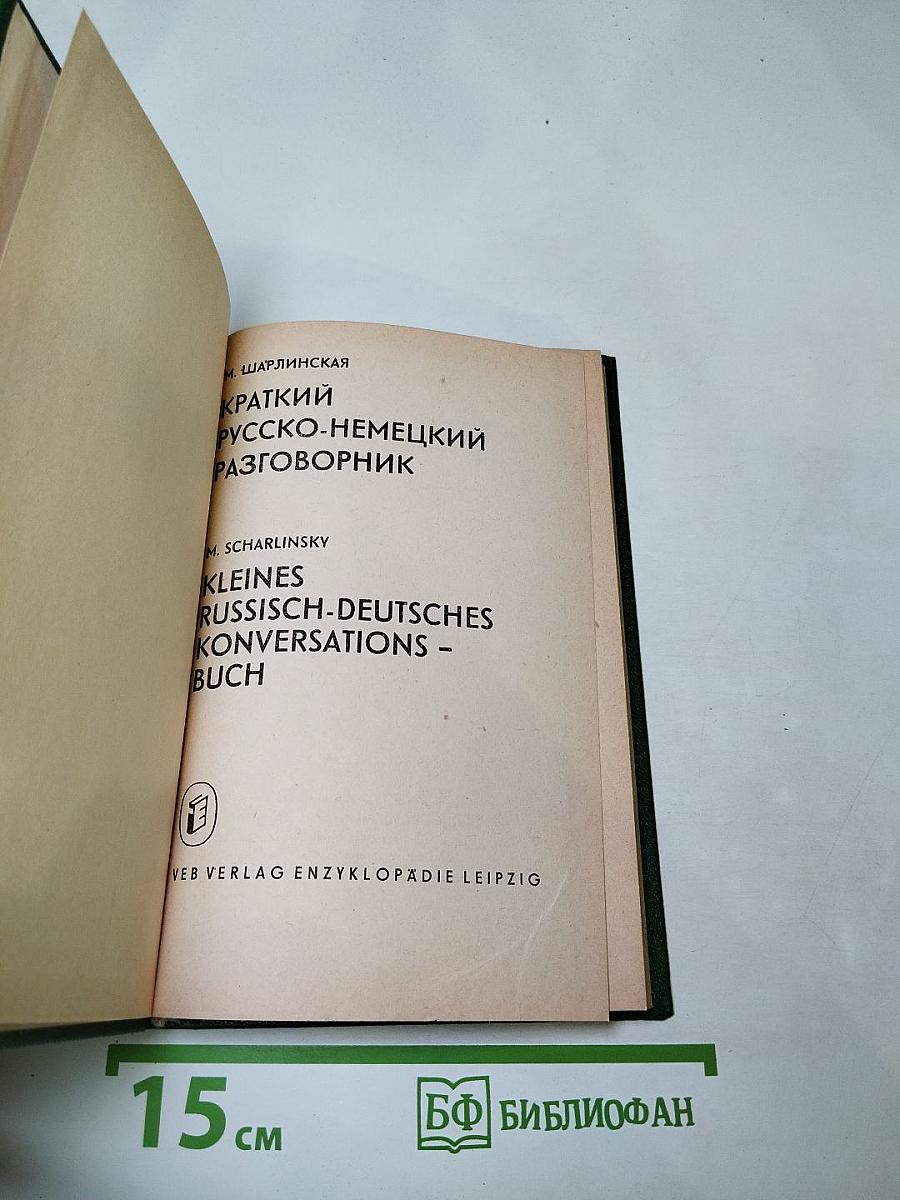 М. ШАРЛИНСКАЯ
КРАТКИЙ
РУССКО-НЕМЕЦКИЙ
РАЗГОВОРНИК
M. SCHARLINSKY
KLEINES
RUSSISCH-DEUTSCHES
KONVERSATIONS –
BUCH
E
VEB VERLAG ENZYKLOPÄDIE LEIPZIG
15 см
БФ БИБЛИОФАН